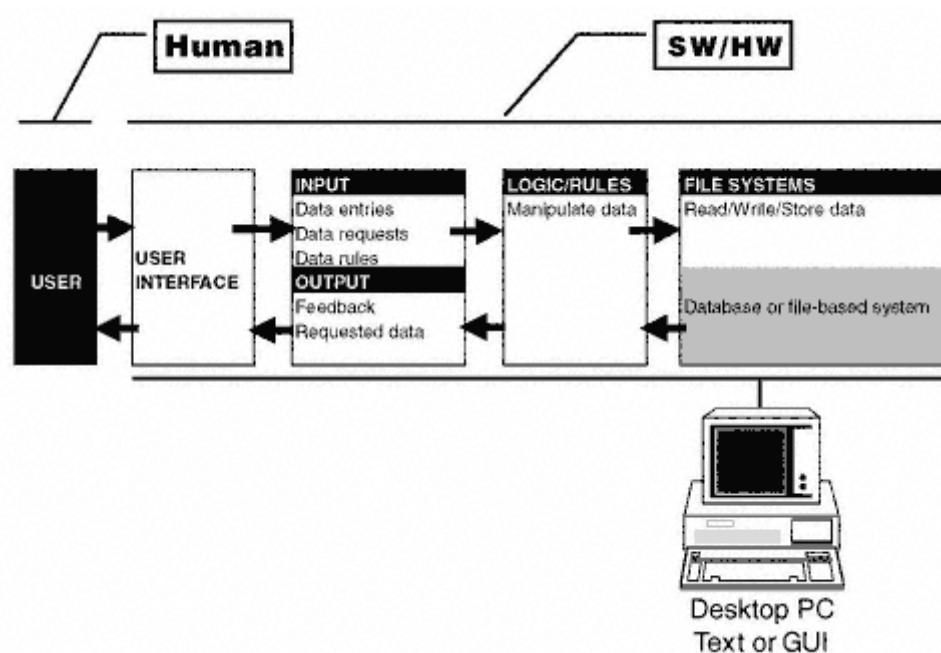 Human
SW/HW
USER
USER
INTERFACE
INPUT
Data entries
Data requests
Data rules
OUTPUT
Feedback
Requested data
LOGIC/RULES
Manipulate data
FILE SYSTEMS
Read/Write/Store data
Database or file-based system
Desktop PC
Text or GUI